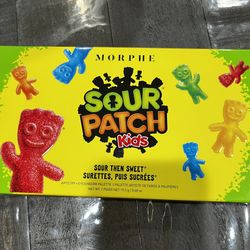 MORPHE
SOUR
PATCH
Kids
SOUR THEN SWEET
SURETTES, PUIS SUCRÉES